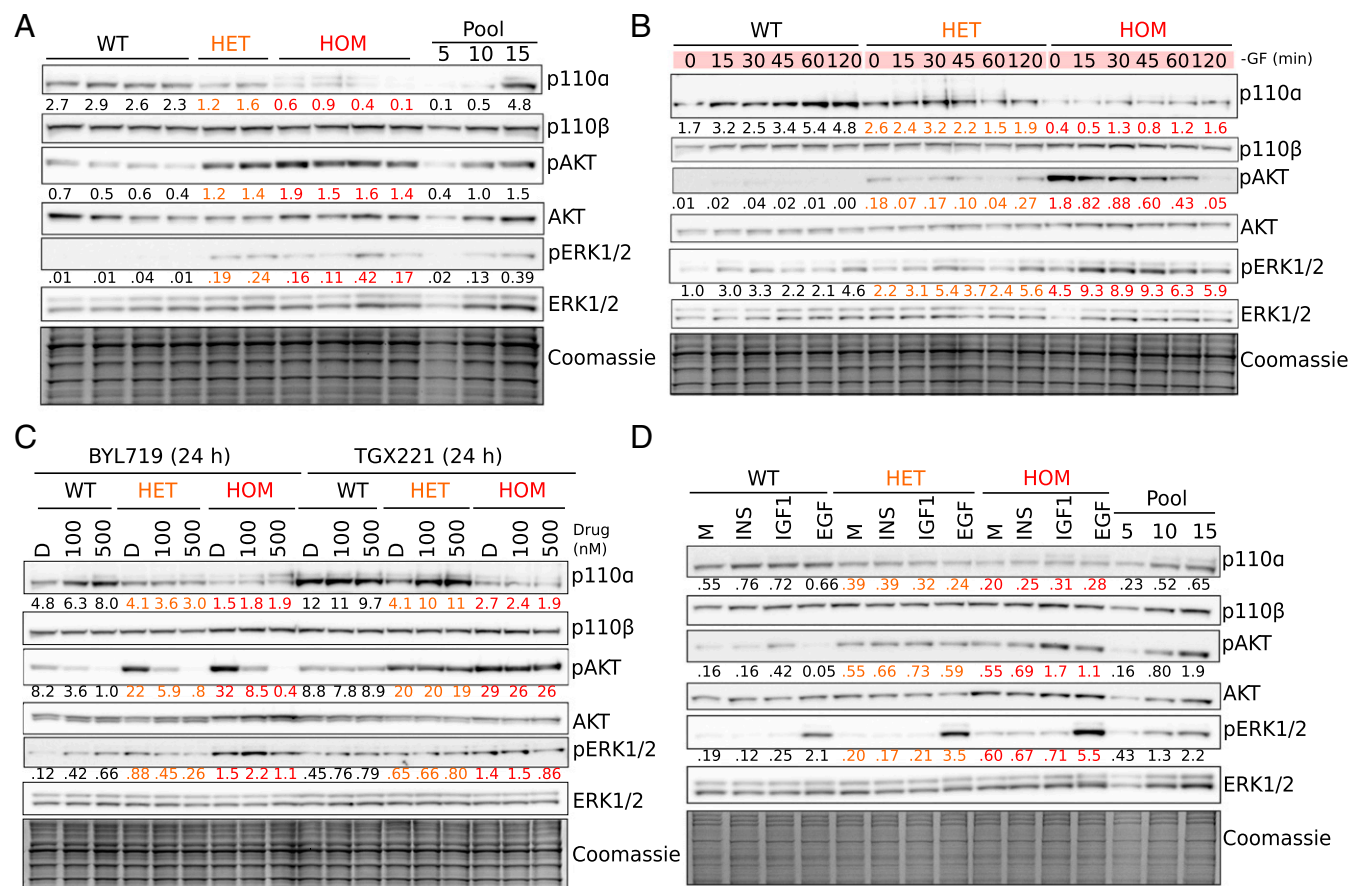 A
WT HET HOM Pool
5 10 15
p110α
2.7 2.9 2.6 2.3 1.2 1.6 0.6 0.9 0.4 0.1 0.1 0.5 4.8
p110β
pAKT
0.7 0.5 0.6 0.4 1.2 1.4 1.9 1.5 1.6 1.4 0.4 1.0 1.5
AKT
pERK1/2
.01 .01 .04 .01 .19 .24 .16 .11 .42 .17 .02 .13 0.39
ERK1/2
Coomassie
B
WT HET HOM
0 15 30 45 60 120 0 15 30 45 60 120 0 15 30 45 60 120 -GF (min)
p110α
1.7 3.2 2.5 3.4 5.4 4.8 2.6 2.4 3.2 2.2 1.5 1.9 0.4 0.5 1.3 0.8 1.2 1.6
p110β
pAKT
.01 .02 .04 .02 .01 .00 .18 .07 .17 .10 .04 .27 1.8 .82 .88 .60 .43 .05
AKT
pERK1/2
1.0 3.0 3.3 2.2 2.1 4.6 2.2 3.1 5.4 3.7 2.4 5.6 4.5 9.3 8.9 9.3 6.3 5.9
ERK1/2
Coomassie
C
BYL719 (24 h) TGX221 (24 h)
WT HET HOM WT HET HOM
D 100 500 D 100 500 D 100 500 D 100 500 D 100 500 D 100 500 Drug
(nM)
p110α
4.8 6.3 8.0 4.1 3.6 3.0 1.5 1.8 1.9 12 11 9.7 4.1 10 11 2.7 2.4 1.9
p110β
pAKT
8.2 3.6 1.0 22 5.9 .8 32 8.5 0.4 8.8 7.8 8.9 20 20 19 29 26 26
AKT
pERK1/2
.12 .42 .66 .88 .45 .26 1.5 2.2 1.1 .45 .76 .79 .65 .66 .80 1.4 1.5 .86
ERK1/2
Coomassie
D
WT HET HOM Pool
M INS IGF1 EGF M INS IGF1 EGF M INS IGF1 EGF 5 10 15
p110α
.55 .76 .72 0.66 .39 .39 .32 .24 .20 .25 .31 .28 .23 .52 .65
p110β
pAKT
.16 .16 .42 0.05 .55 .66 .73 .59 .55 .69 1.7 1.1 .16 .80 1.9
AKT
pERK1/2
.19 .12 .25 2.1 .20 .17 .21 3.5 .60 .67 .71 5.5 .43 1.3 2.2
ERK1/2
Coomassie